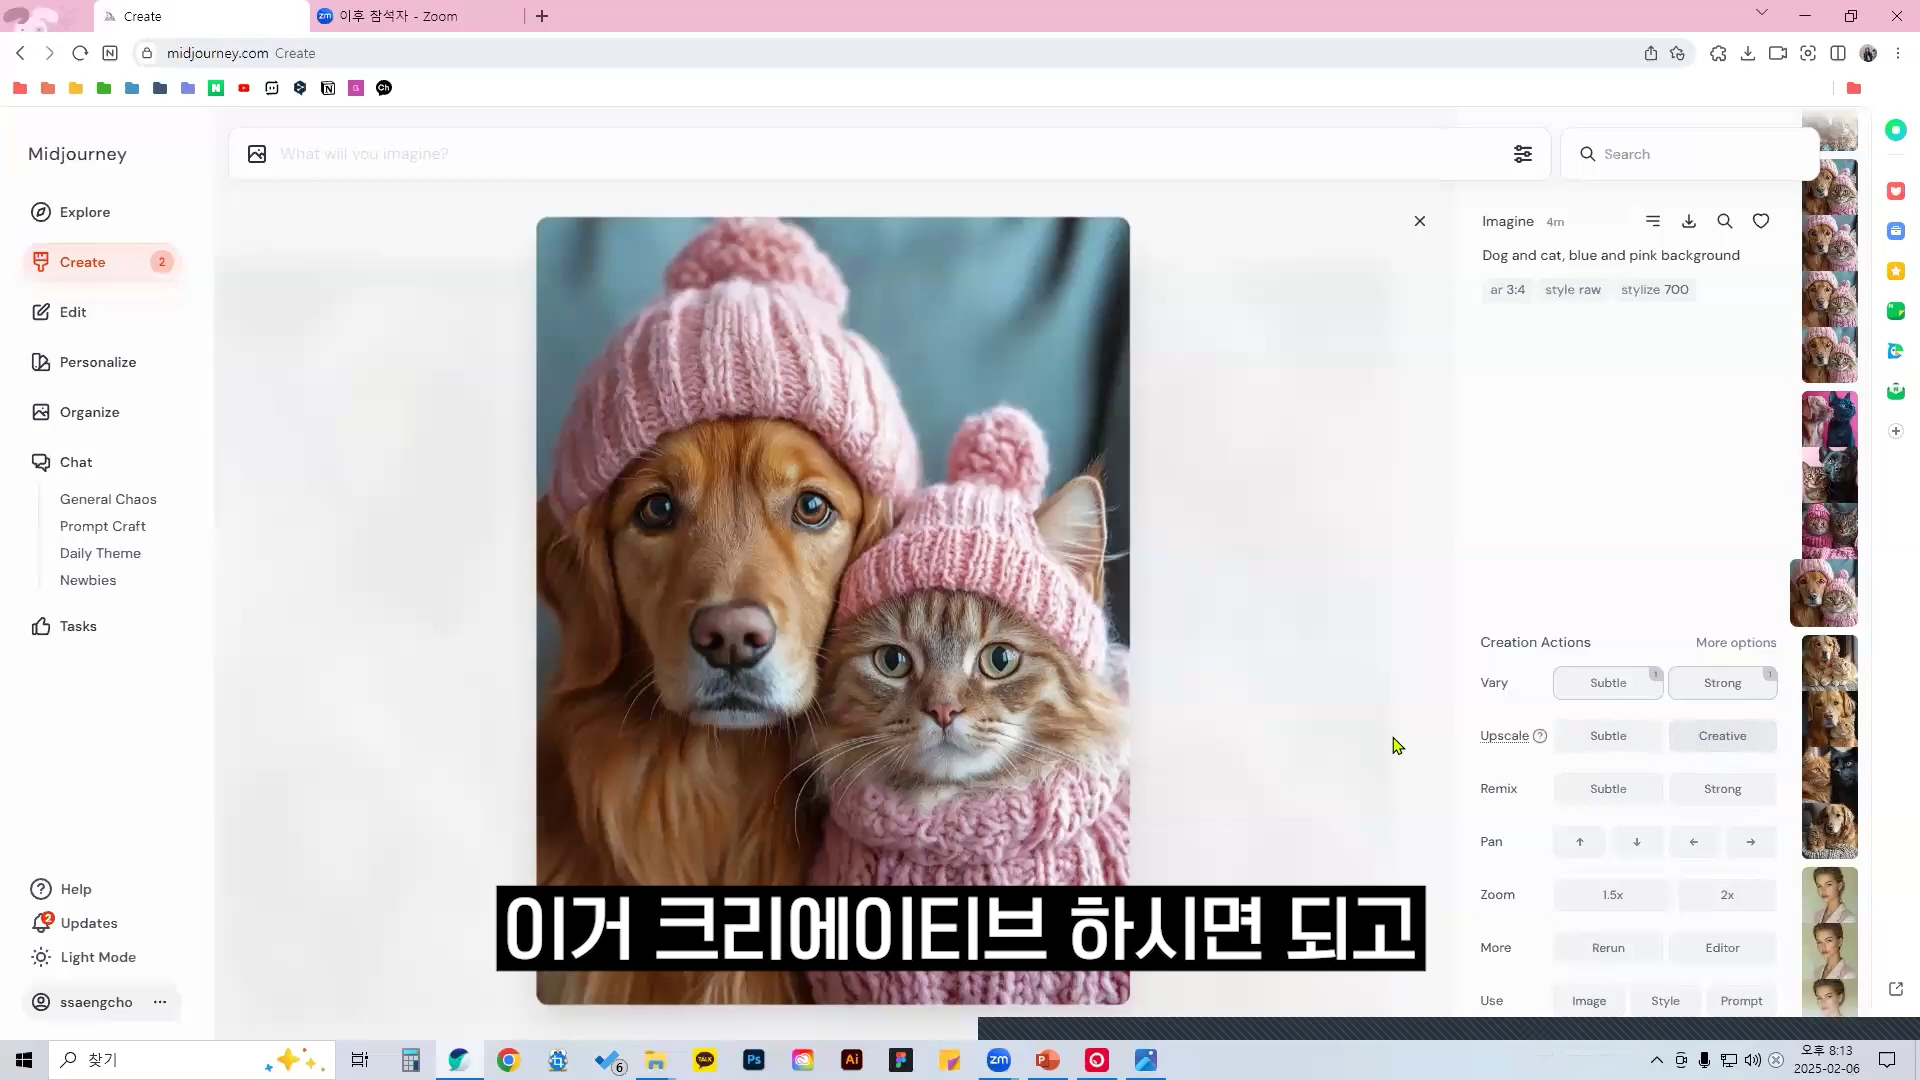 Create
이후 참석자 - Zoom
midjourney.com Create
Midjourney
What will you imagine?
Search
Explore
Create 2
Edit
Personalize
Organize
Chat
General Chaos
Prompt Craft
Daily Theme
Newbies
Tasks
Help
2 Updates
Light Mode
ssaengcho
Imagine 4m
Dog and cat, blue and pink background
ar 3:4 style raw stylize 700
Creation Actions More options
Vary Subtle 1 Strong 1
Upscale ? Subtle Creative
Remix Subtle Strong
Pan
Zoom 1.5x 2x
More Rerun Editor
Use Image Style Prompt
이거 크리에이티브 하시면 되고
찾기
오후 8:13
2025-02-06